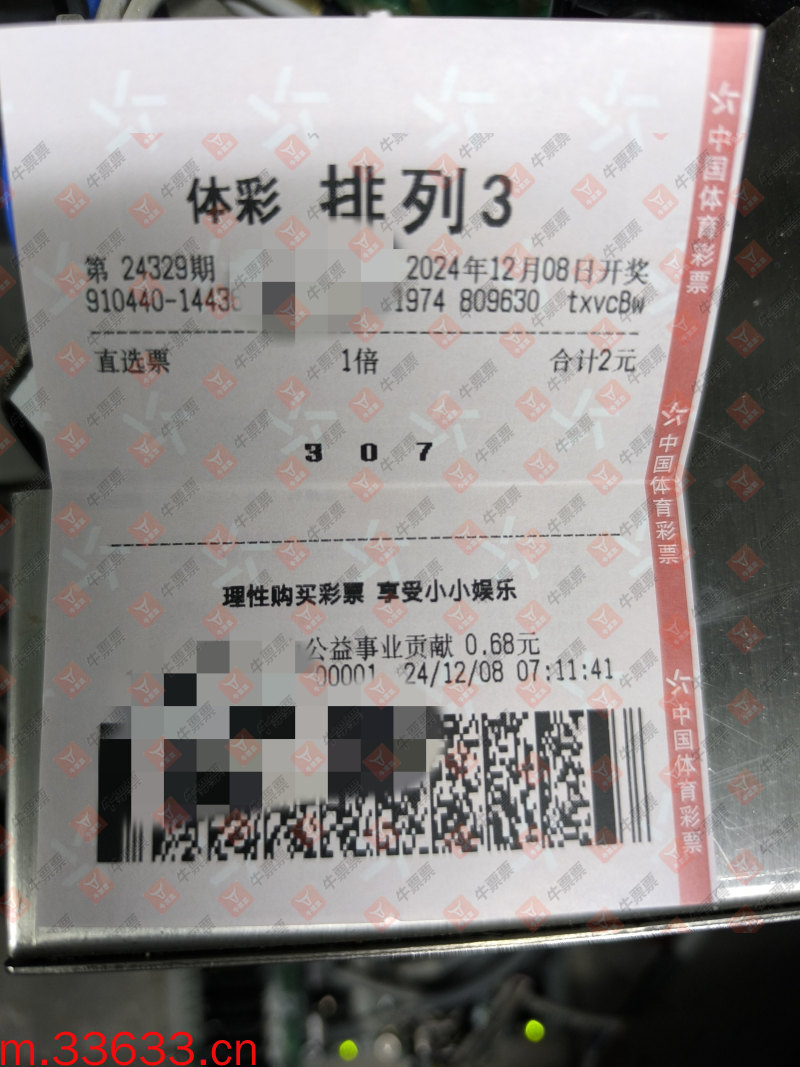 体彩 排列3
第 24329期 2024年12月08日开奖
910440-14436 1974 809630 txvcBw
直选票 1倍 合计2元
3 0 7
理性购买彩票 享受小小娱乐
公益事业贡献 0.68元
00001 24/12/08 07:11:41
中国体育彩票
中国体育彩票
中国体育彩票
牛票票
m.33633.cn